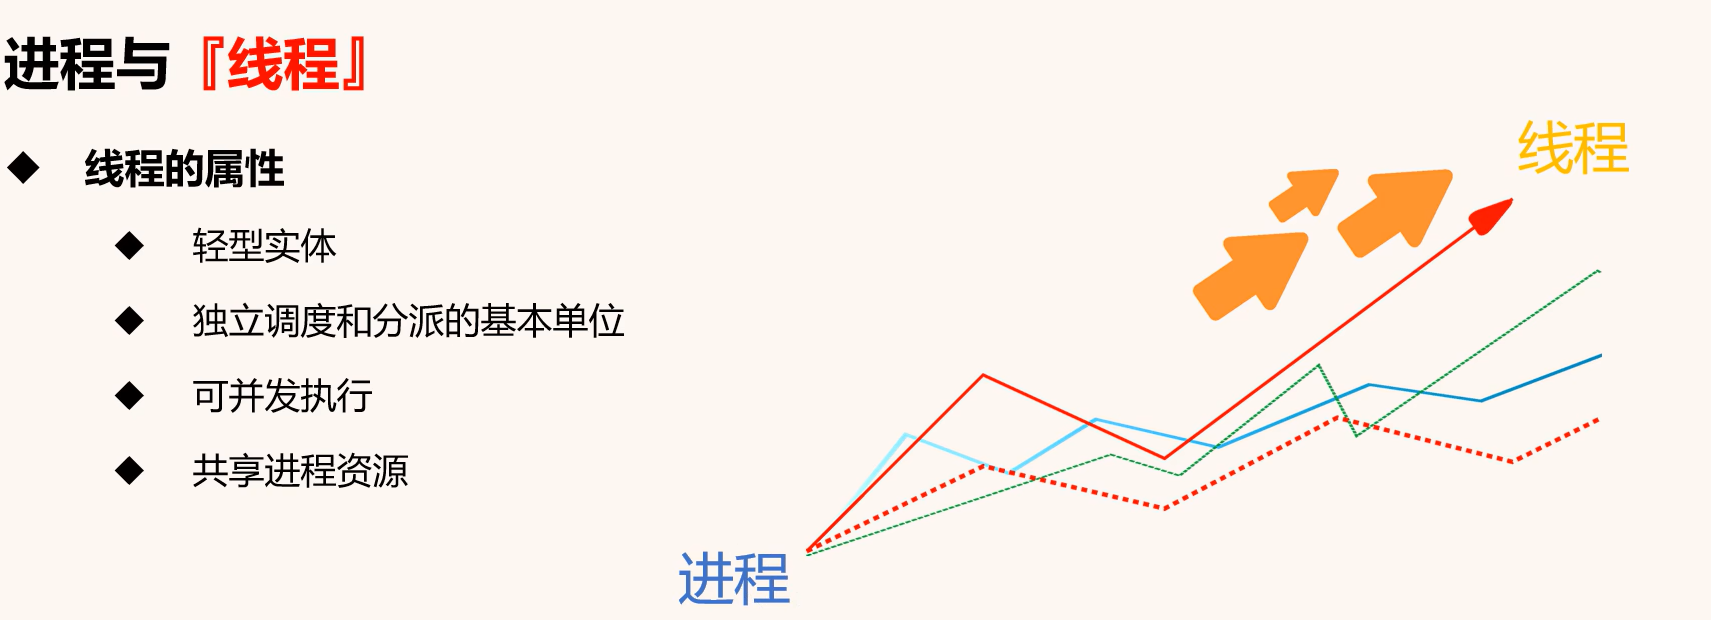 进程与『线程』
线程的属性
轻型实体
独立调度和分派的基本单位
可并发执行
共享进程资源
线程
进程